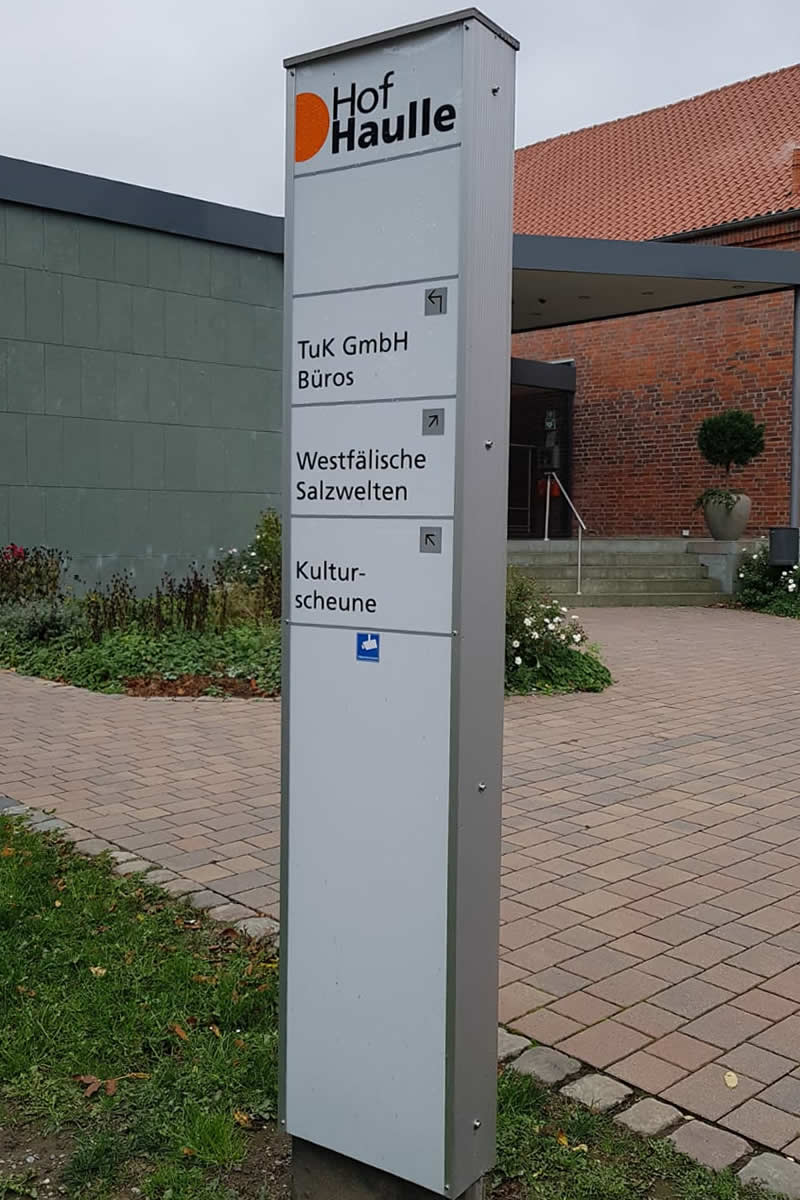 Hof
Haulle
TuK GmbH
Büros
Westfälische
Salzwelten
Kultur-
scheune